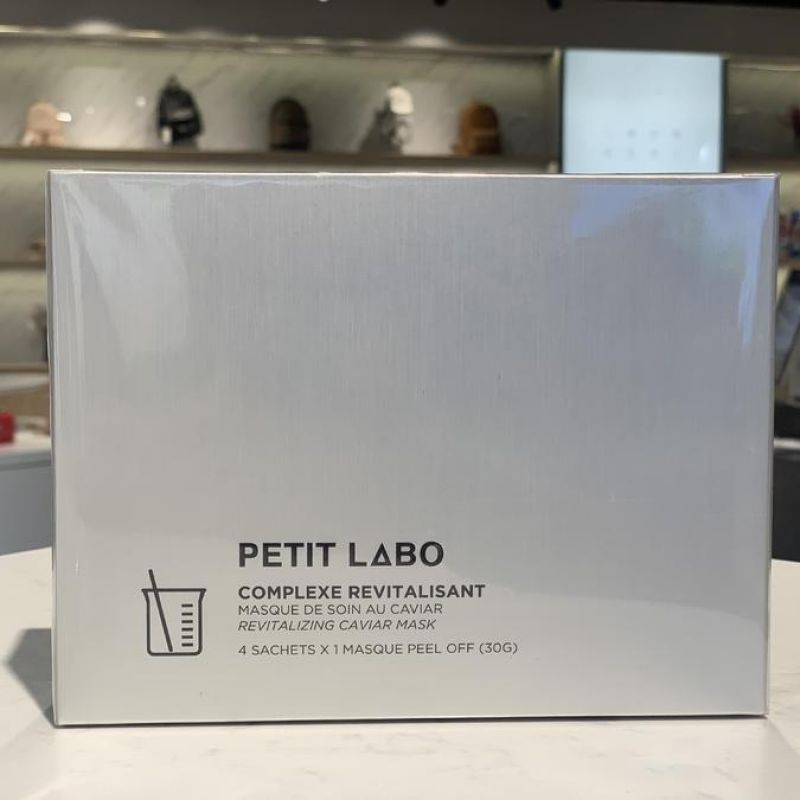 PETIT LABO
COMPLEXE REVITALISANT
MASQUE DE SOIN AU CAVIAR
REVITALIZING CAVIAR MASK
4 SACHETS X 1 MASQUE PEEL OFF (30G)